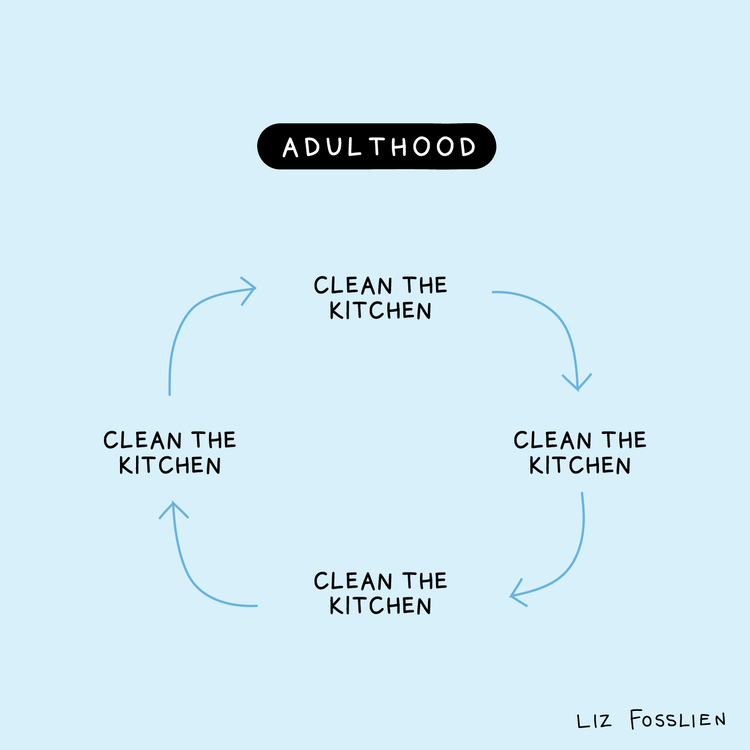 ADULTHOOD
CLEAN THE
KITCHEN
CLEAN THE
KITCHEN
CLEAN THE
KITCHEN
CLEAN THE
KITCHEN
LIZ FOSSLIEN